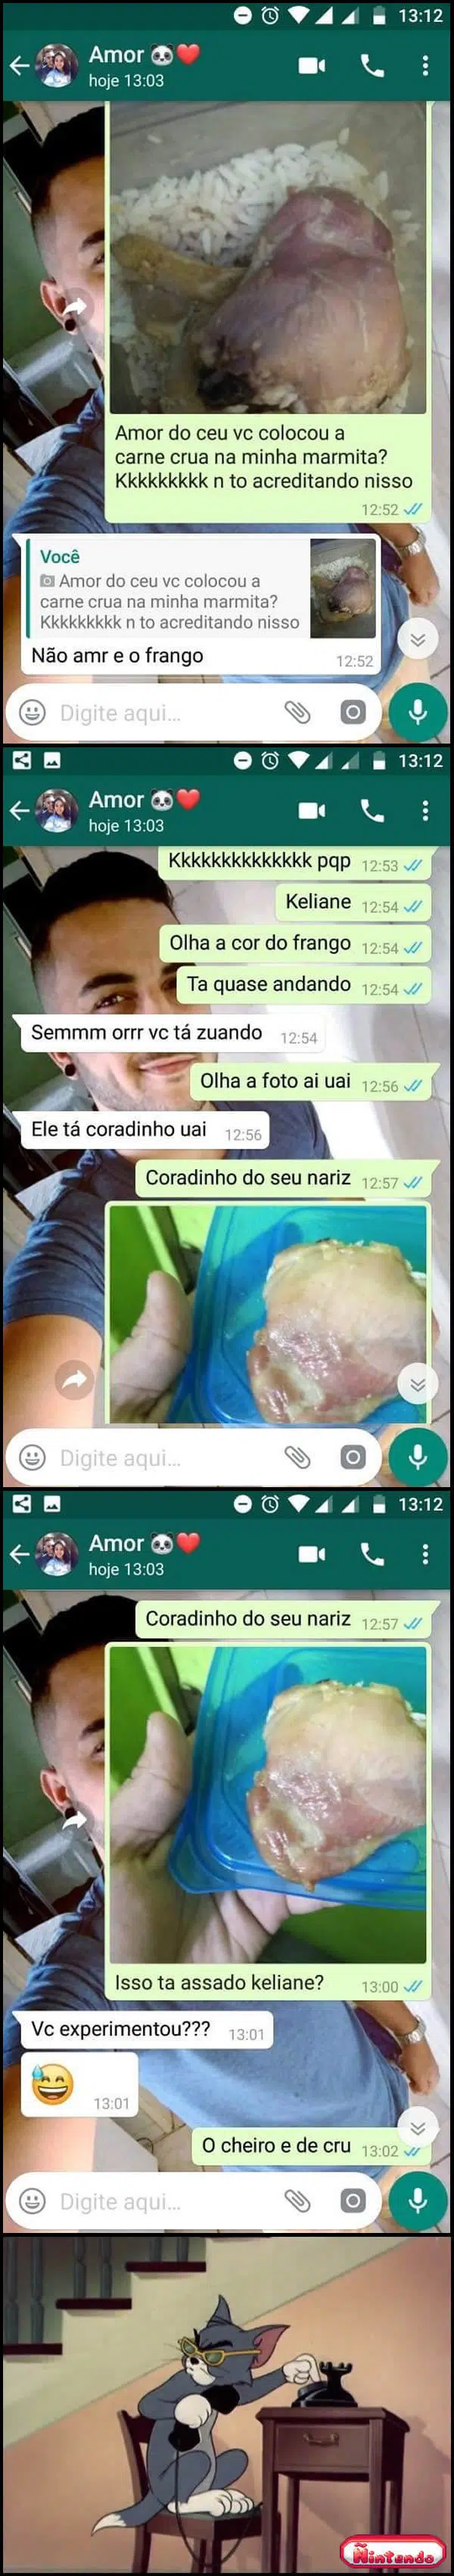 13:12
Amor 🐼❤️
hoje 13:03
Amor do ceu vc colocou a
carne crua na minha marmita?
Kkkkkkkkk n to acreditando nisso
12:52
Você
Amor do ceu vc colocou a
carne crua na minha marmita?
Kkkkkkkkk n to acreditando nisso
Não amr e o frango 12:52
Digite aqui...
13:12
Amor 🐼❤️
hoje 13:03
Kkkkkkkkkkkkkk pqp 12:53
Keliane 12:54
Olha a cor do frango 12:54
Ta quase andando 12:54
Semmm orrr vc tá zuando 12:54
Olha a foto ai uai 12:56
Ele tá coradinho uai 12:56
Coradinho do seu nariz 12:57
Digite aqui...
13:12
Amor 🐼❤️
hoje 13:03
Coradinho do seu nariz 12:57
Isso ta assado keliane? 13:00
Vc experimentou??? 13:01
😅 13:01
O cheiro e de cru 13:02
Digite aqui...
Ñintendo